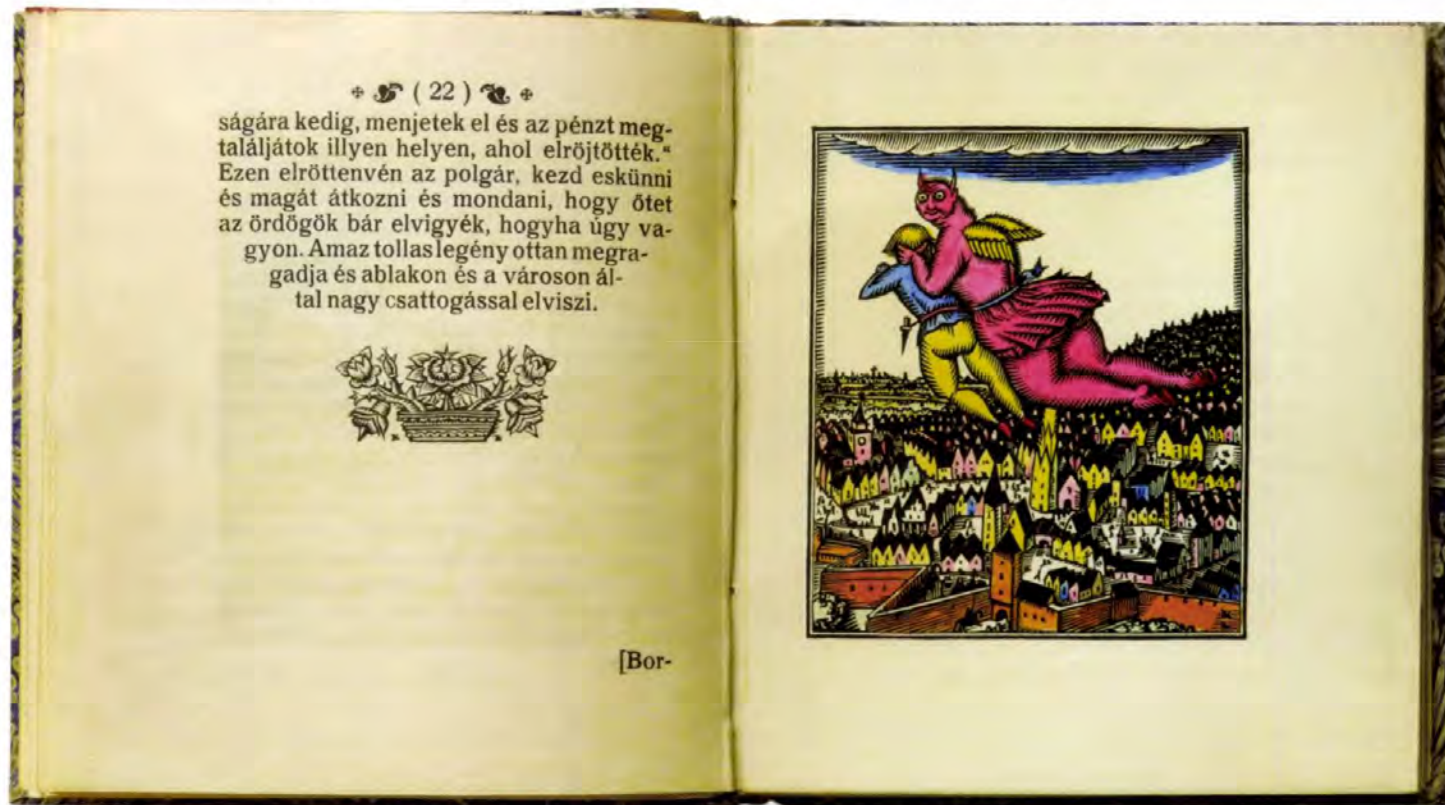 ( 22 )
ságára kedig, menjetek el és az pénzt meg-
találjátok illyen helyen, ahol elröjtötték.“
Ezen elröttenvén az polgár, kezd eskünni
és magát átkozni és mondani, hogy őtet
az ördögök bár elvigyék, hogyha úgy va-
gyon. Amaz tollas legény ottan megra-
gadja és ablakon és a városon ál-
tal nagy csattogással elviszi.
[Bor-